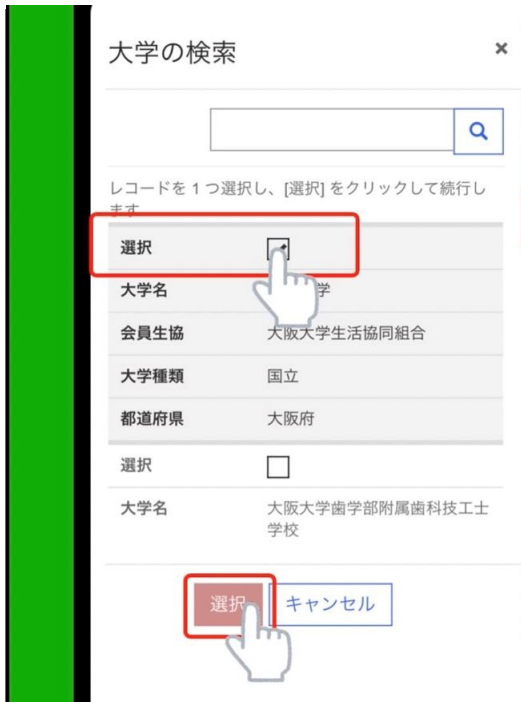 大学の検索
×
レコードを 1 つ選択し、[選択] をクリックして続行し
ます
選択
大学名 学
会員生協 大阪大学生活協同組合
大学種類 国立
都道府県 大阪府
選択
大学名 大阪大学歯学部附属歯科技工士
学校
選択 キャンセル